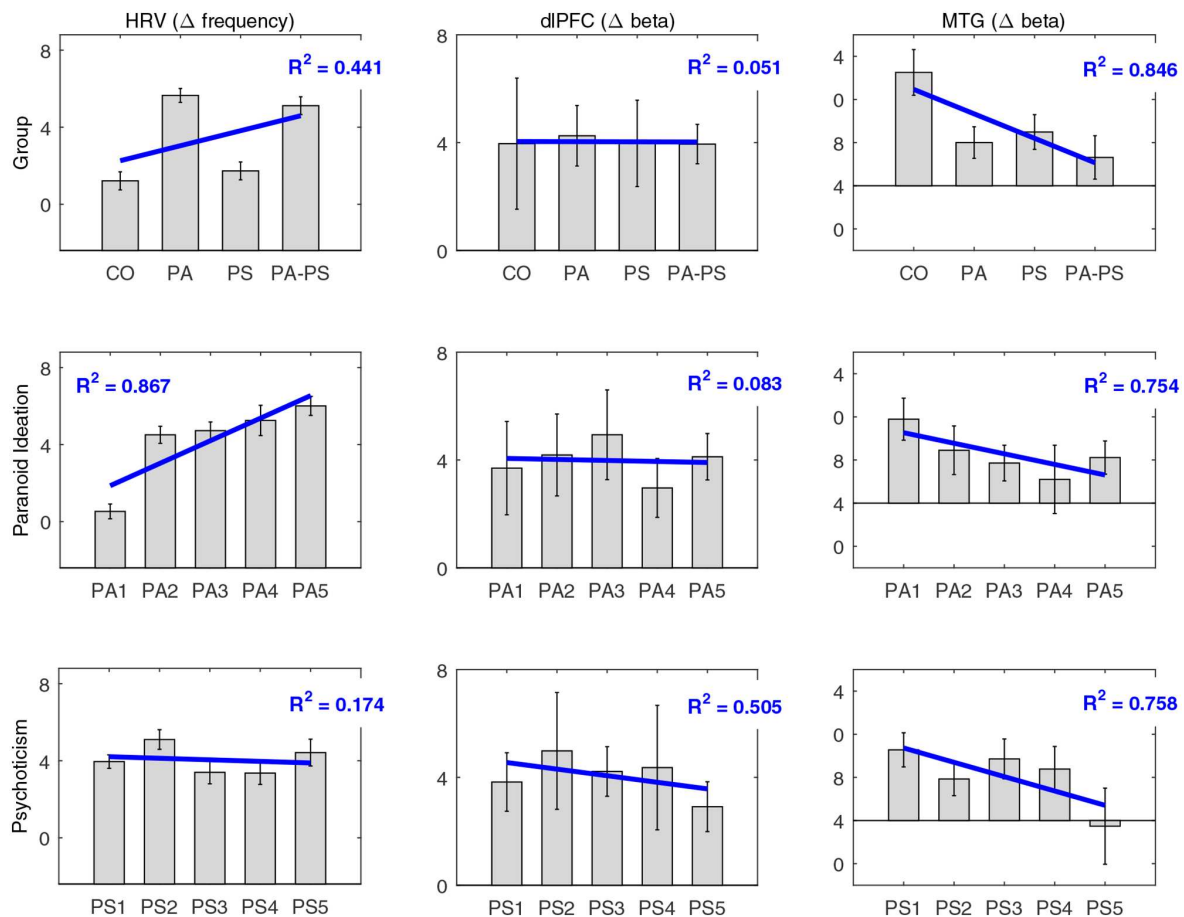 HRV (Δ frequency)
dlPFC (Δ beta)
MTG (Δ beta)
Group
8
4
0
R² = 0.441
CO PA PS PA-PS
8
4
0
R² = 0.051
CO PA PS PA-PS
4
0
8
4
0
R² = 0.846
CO PA PS PA-PS
Paranoid Ideation
8
4
0
R² = 0.867
PA1 PA2 PA3 PA4 PA5
8
4
0
R² = 0.083
PA1 PA2 PA3 PA4 PA5
4
0
8
4
0
R² = 0.754
PA1 PA2 PA3 PA4 PA5
Psychoticism
8
4
0
R² = 0.174
PS1 PS2 PS3 PS4 PS5
8
4
0
R² = 0.505
PS1 PS2 PS3 PS4 PS5
4
0
8
4
0
R² = 0.758
PS1 PS2 PS3 PS4 PS5